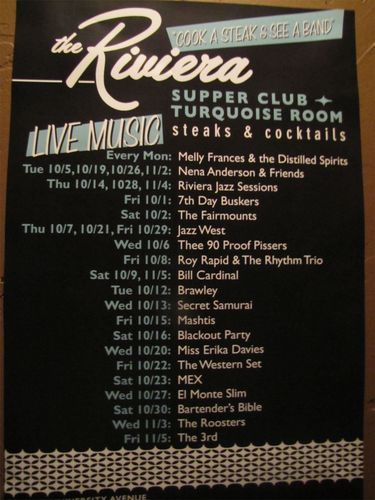 the Riviera
"COOK A STEAK & SEE A BAND"
SUPPER CLUB
TURQUOISE ROOM
LIVE MUSIC steaks & cocktails
Every Mon: Melly Frances & the Distilled Spirits
Tue 10/5,10/19,10/26,11/2: Nena Anderson & Friends
Thu 10/14, 1028, 11/4: Riviera Jazz Sessions
Fri 10/1: 7th Day Buskers
Sat 10/2: The Fairmounts
Thu 10/7, 10/21, Fri 10/29: Jazz West
Wed 10/6 Thee 90 Proof Pissers
Fri 10/8: Roy Rapid & The Rhythm Trio
Sat 10/9, 11/5: Bill Cardinal
Tue 10/12: Brawley
Wed 10/13: Secret Samurai
Fri 10/15: Mashtis
Sat 10/16: Blackout Party
Wed 10/20: Miss Erika Davies
Fri 10/22: The Western Set
Sat 10/23: MEX
Wed 10/27: El Monte Slim
Sat 10/30: Bartender's Bible
Wed 11/3: The Roosters
Fri 11/5: The 3rd
UNIVERSITY AVENUE